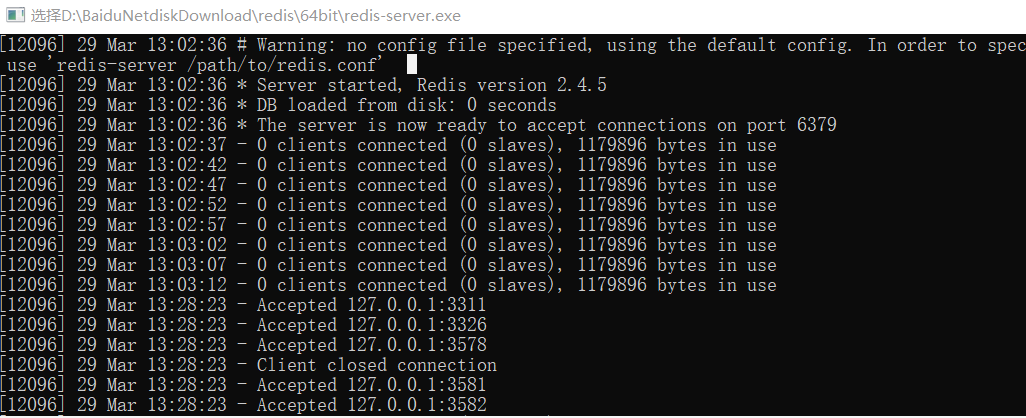 选择D:\BaiduNetdiskDownload\redis\64bit\redis-server.exe
[12096] 29 Mar 13:02:36 # Warning: no config file specified, using the default config. In order to spec
use 'redis-server /path/to/redis.conf'
[12096] 29 Mar 13:02:36 * Server started, Redis version 2.4.5
[12096] 29 Mar 13:02:36 * DB loaded from disk: 0 seconds
[12096] 29 Mar 13:02:36 * The server is now ready to accept connections on port 6379
[12096] 29 Mar 13:02:37 - 0 clients connected (0 slaves), 1179896 bytes in use
[12096] 29 Mar 13:02:42 - 0 clients connected (0 slaves), 1179896 bytes in use
[12096] 29 Mar 13:02:47 - 0 clients connected (0 slaves), 1179896 bytes in use
[12096] 29 Mar 13:02:52 - 0 clients connected (0 slaves), 1179896 bytes in use
[12096] 29 Mar 13:02:57 - 0 clients connected (0 slaves), 1179896 bytes in use
[12096] 29 Mar 13:03:02 - 0 clients connected (0 slaves), 1179896 bytes in use
[12096] 29 Mar 13:03:07 - 0 clients connected (0 slaves), 1179896 bytes in use
[12096] 29 Mar 13:03:12 - 0 clients connected (0 slaves), 1179896 bytes in use
[12096] 29 Mar 13:28:23 - Accepted 127.0.0.1:3311
[12096] 29 Mar 13:28:23 - Accepted 127.0.0.1:3326
[12096] 29 Mar 13:28:23 - Accepted 127.0.0.1:3578
[12096] 29 Mar 13:28:23 - Client closed connection
[12096] 29 Mar 13:28:23 - Accepted 127.0.0.1:3581
[12096] 29 Mar 13:28:23 - Accepted 127.0.0.1:3582